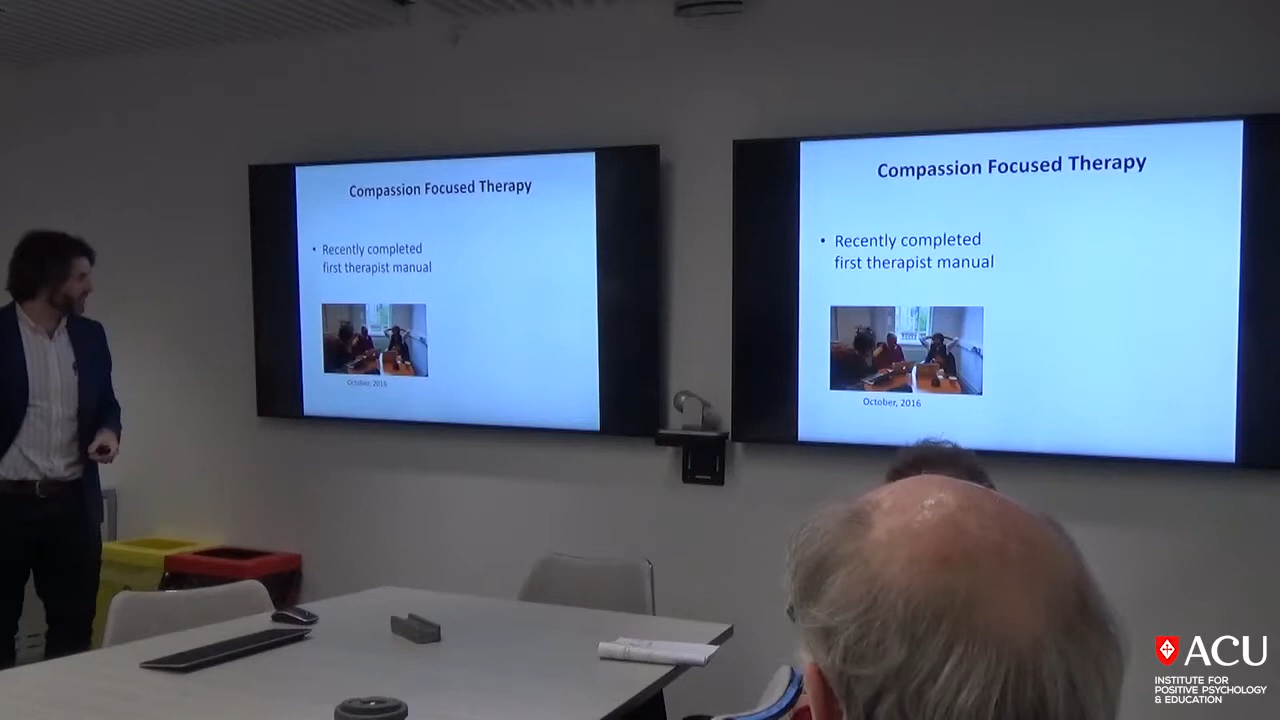 Compassion Focused Therapy
• Recently completed
first therapist manual
October, 2016
Compassion Focused Therapy
• Recently completed
first therapist manual
October, 2016
ACU
INSTITUTE FOR
POSITIVE PSYCHOLOGY
& EDUCATION